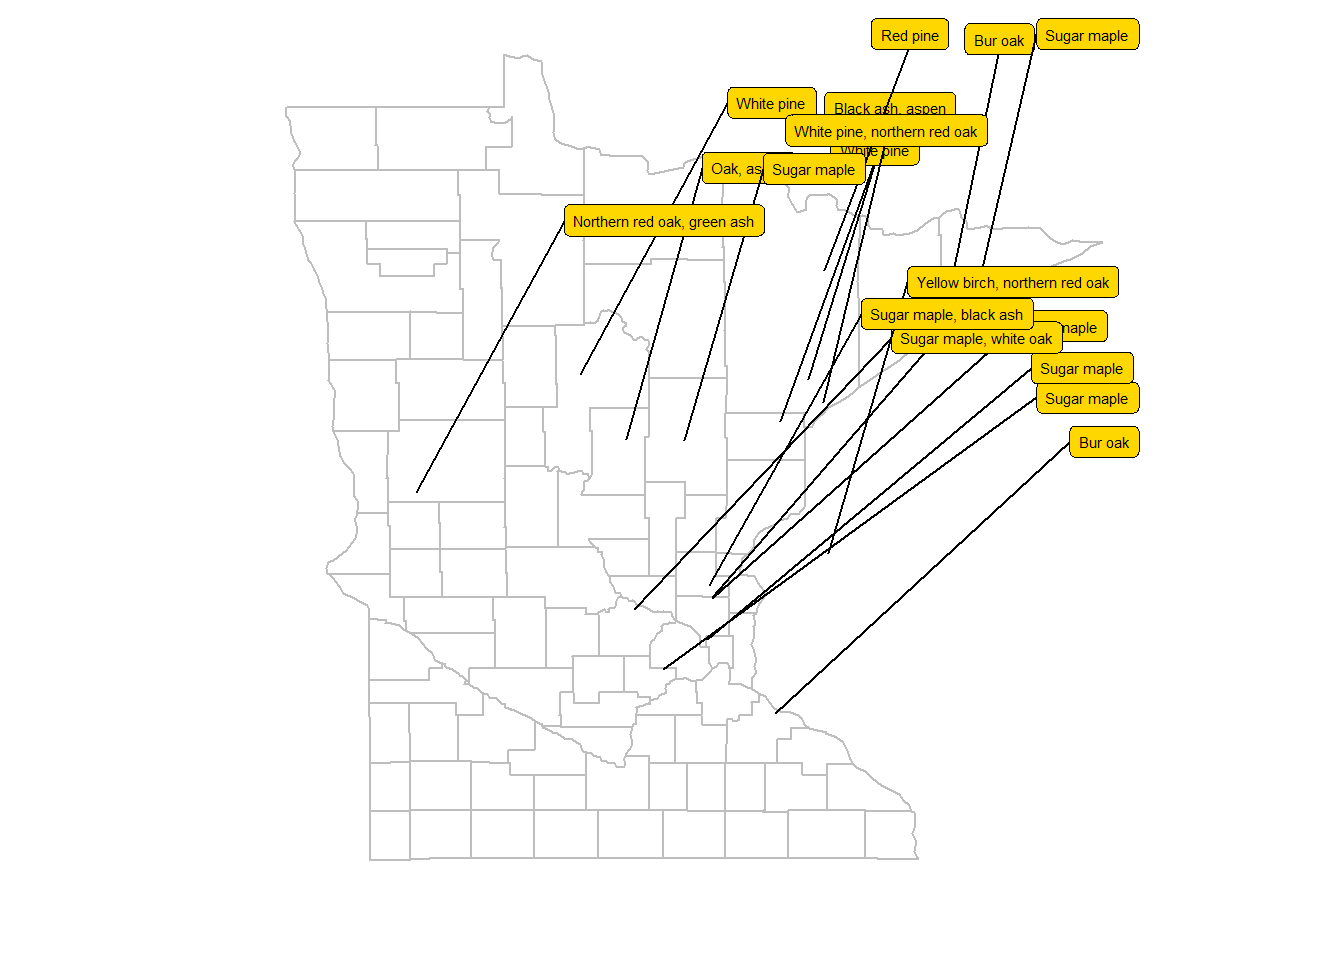 Red pine
Bur oak
Sugar maple
White pine
Black ash, aspen
White pine, northern red oak
White pine
Oak, as
Sugar maple
Northern red oak, green ash
Yellow birch, northern red oak
Sugar maple, black ash
maple
Sugar maple, white oak
Sugar maple
Sugar maple
Bur oak